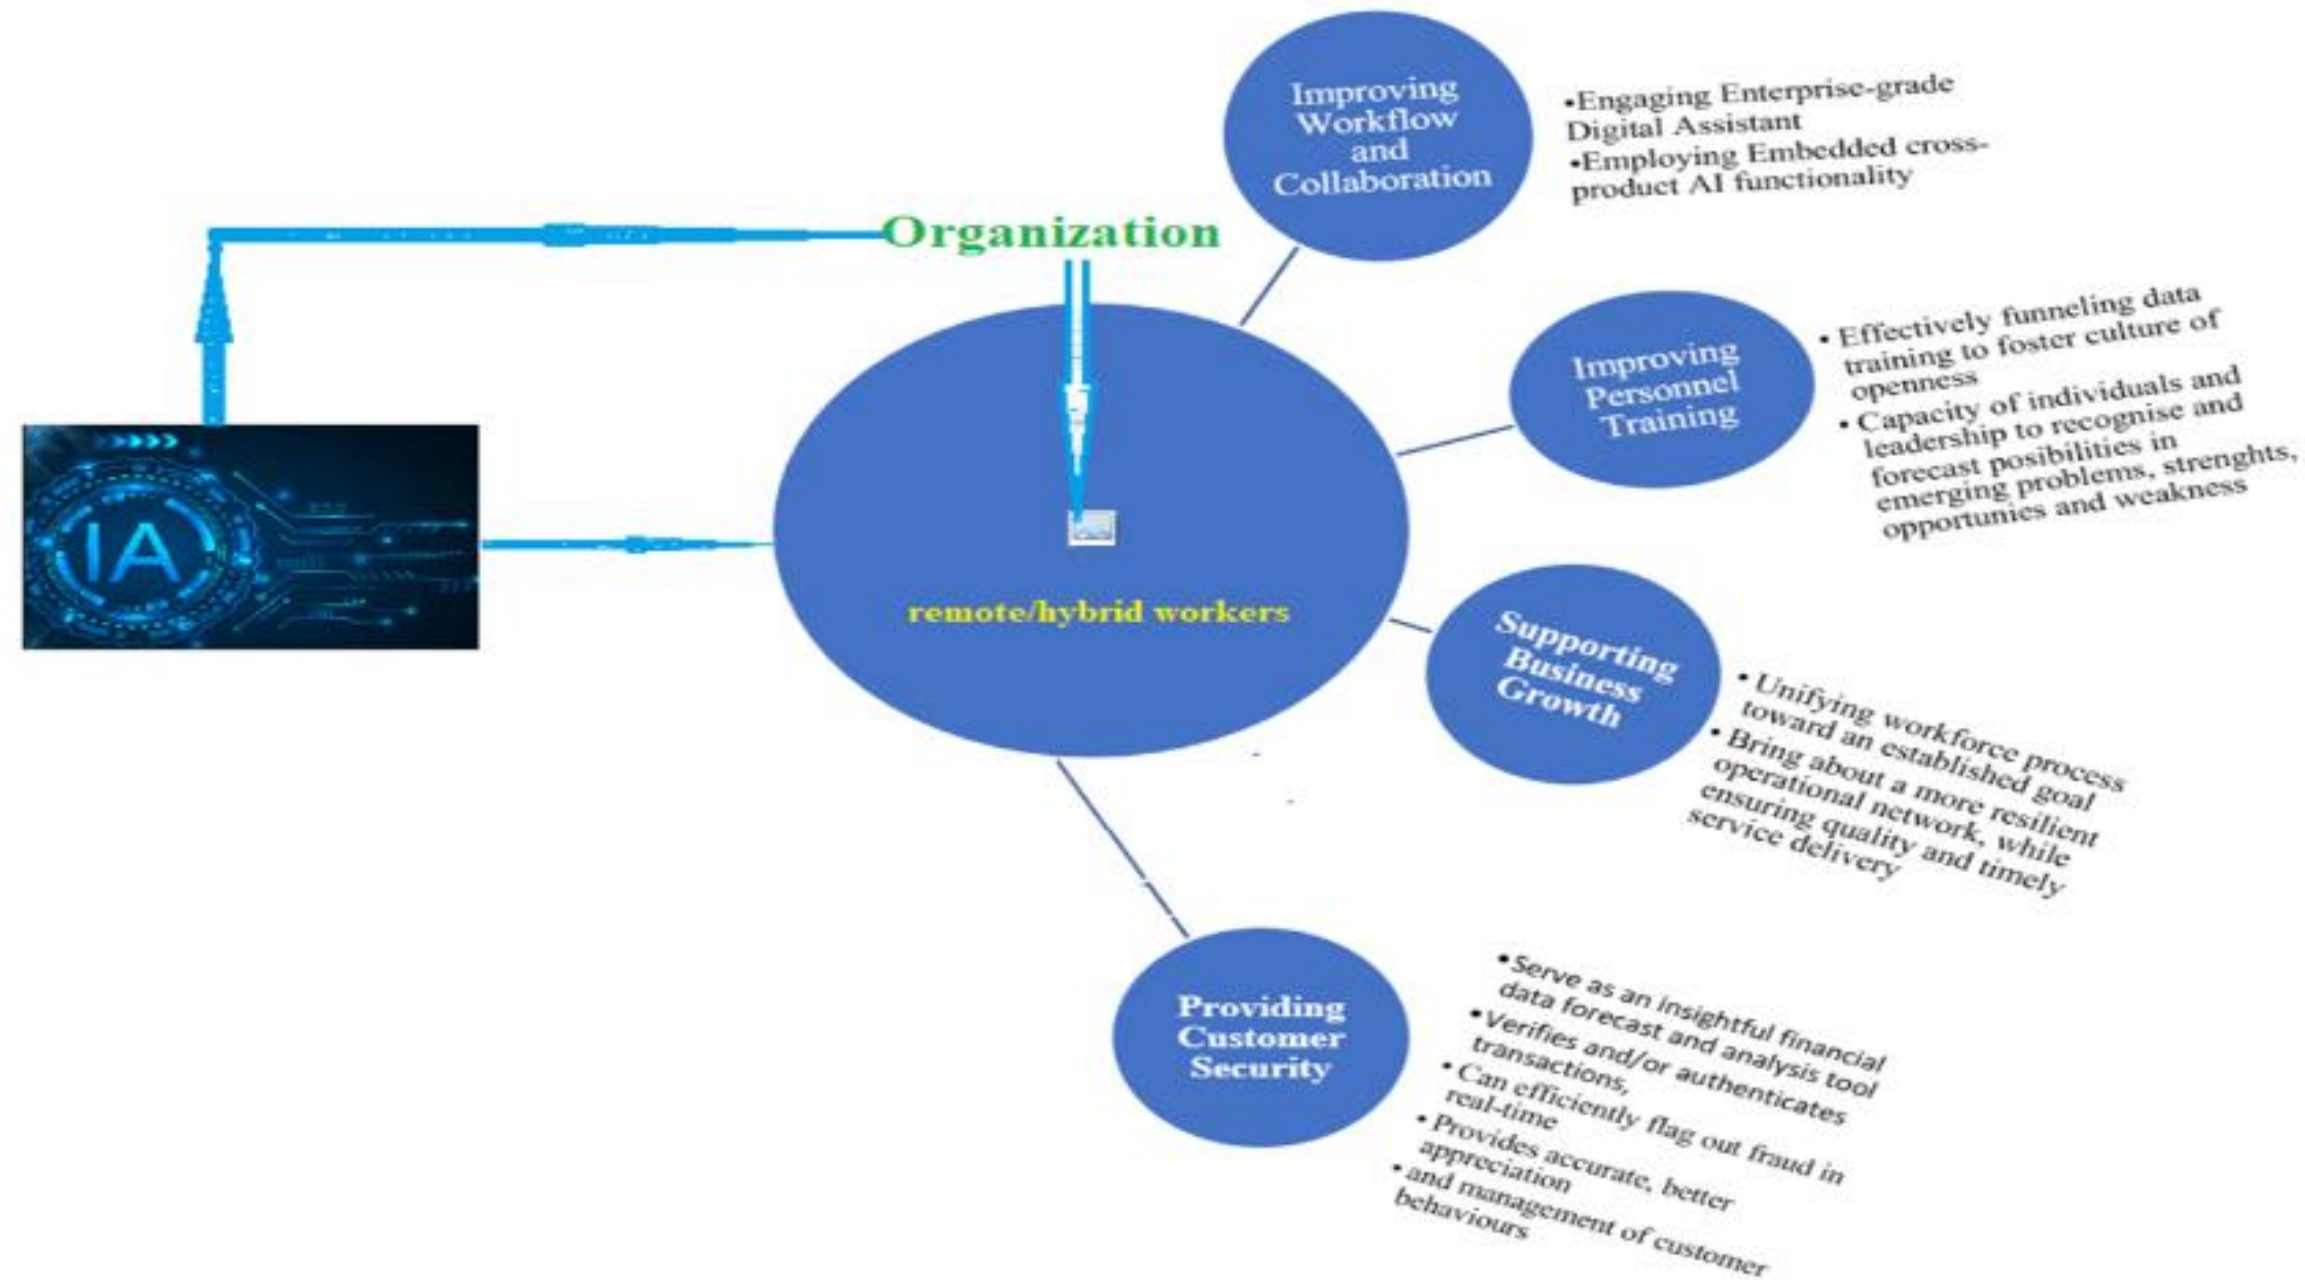 Improving
Workflow
and
Collaboration
•Engaging Enterprise-grade
Digital Assistant
•Employing Embedded cross-
product AI functionality
Organization
Improving
Personnel
Training
• Effectively funneling data
training to foster culture of
openness
• Capacity of individuals and
leadership to recognise and
forecast posibilities in
emerging problems, strenghts,
opportunies and weakness
IA
remote/hybrid workers
Supporting
Business
Growth
• Unifying workforce process
toward an established goal
• Bring about a more resilient
operational network, while
ensuring quality and timely
service delivery
Providing
Customer
Security
• Serve as an insightful financial
data forecast and analysis tool
• Verifies and/or authenticates
transactions,
• Can efficiently flag out fraud in
real-time
• Provides accurate, better
appreciation
• and management of customer
behaviours